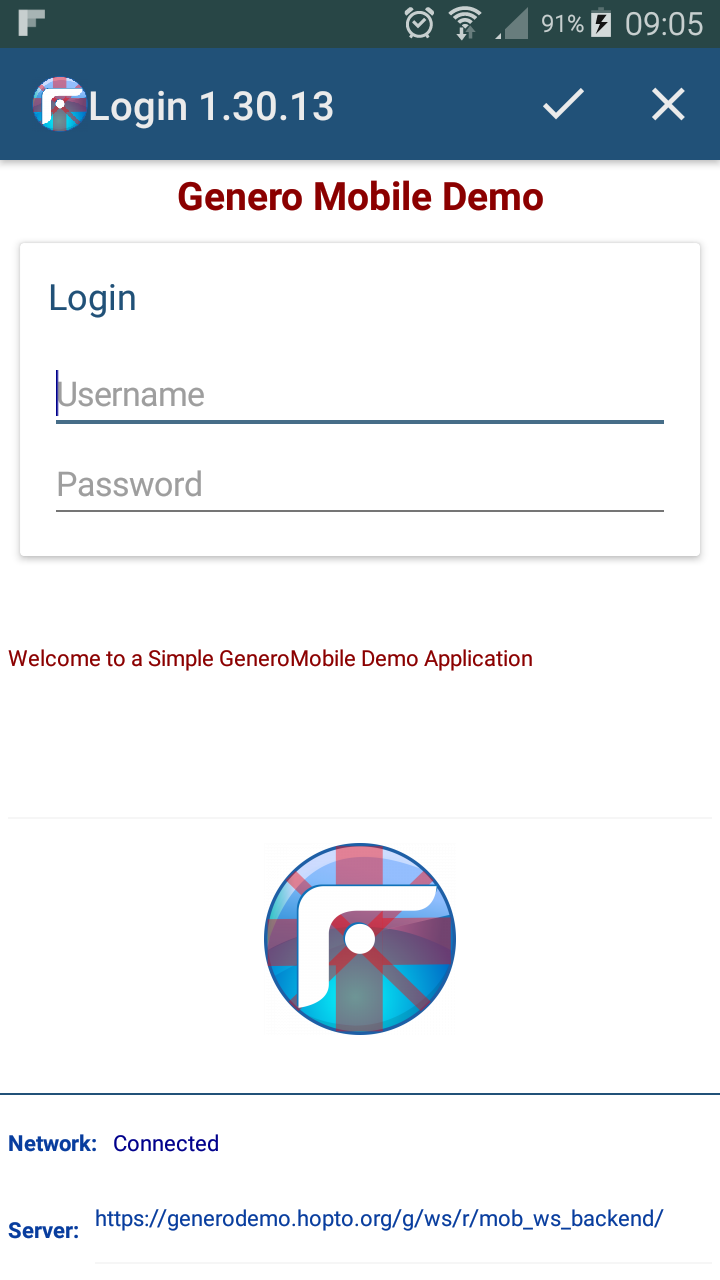 91% 09:05
Login 1.30.13
Genero Mobile Demo
Login
Username
Password
Welcome to a Simple GeneroMobile Demo Application
Network: Connected
Server: https://generodemo.hopto.org/g/ws/r/mob_ws_backend/